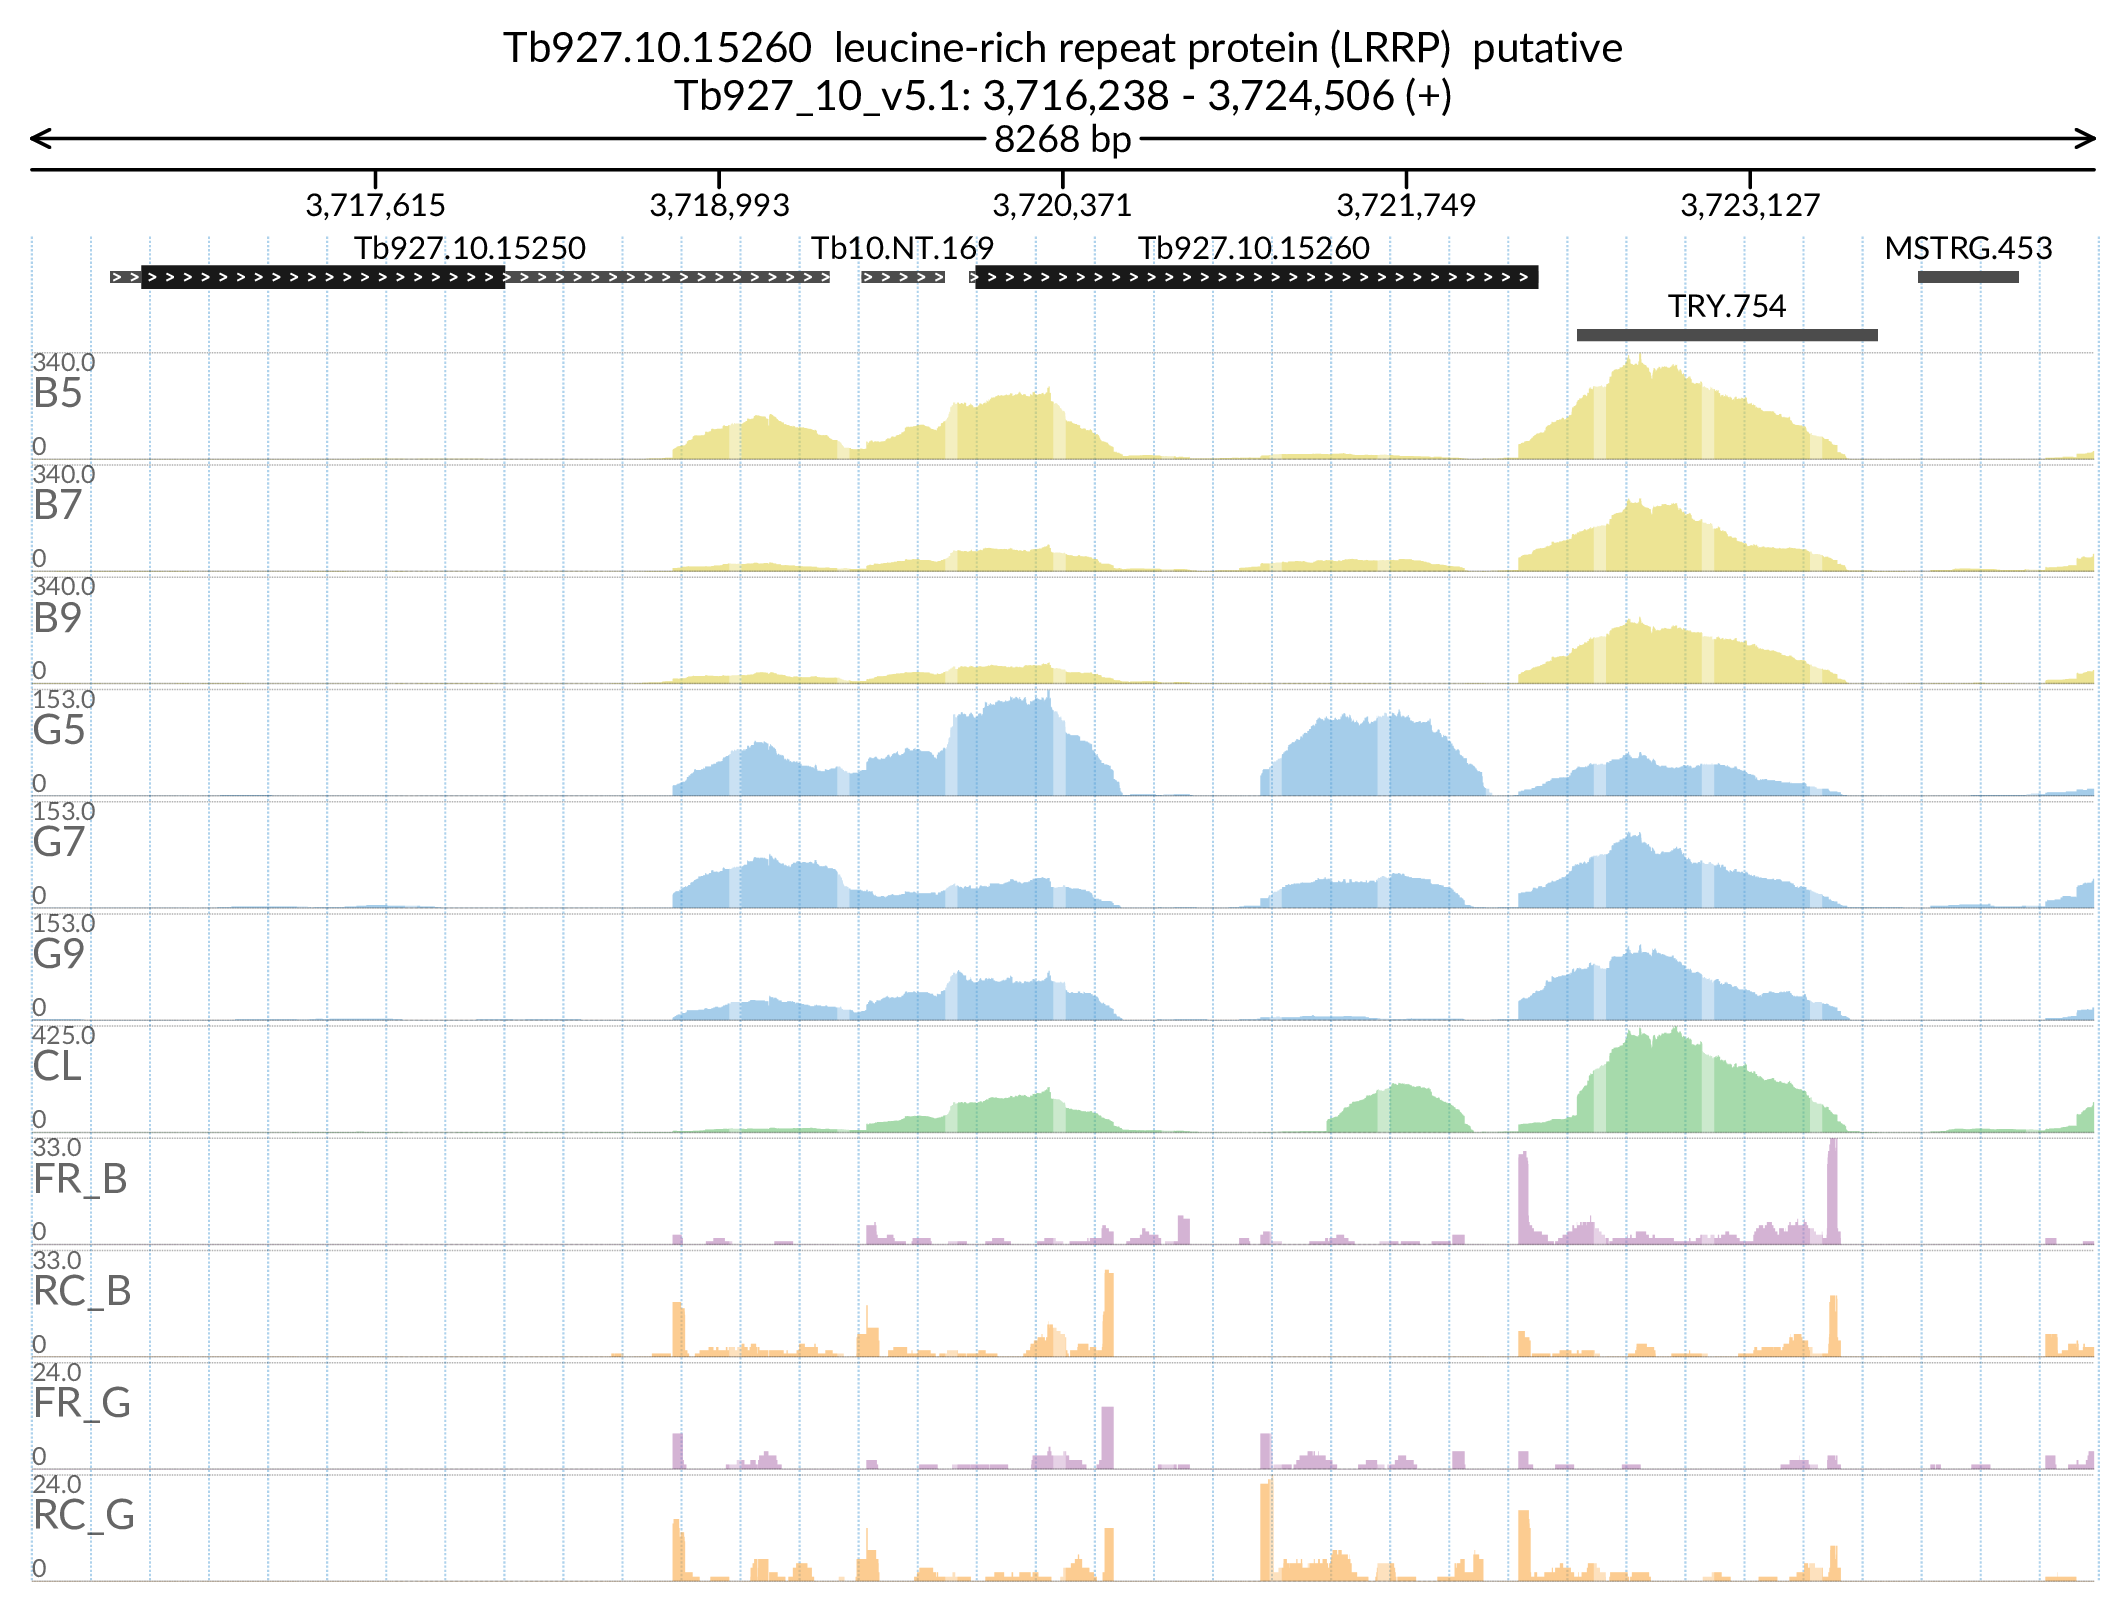 Tb927.10.15260  leucine-rich repeat protein (LRRP)  putative
Tb927_10_v5.1: 3,716,238 - 3,724,506 (+)
8268 bp
3,717,615 3,718,993 3,720,371 3,721,749 3,723,127
Tb927.10.15250 Tb10.NT.169 Tb927.10.15260 MSTRG.453
TRY.754
340.0
B5
0
340.0
B7
0
340.0
B9
0
153.0
G5
0
153.0
G7
0
153.0
G9
0
425.0
CL
0
33.0
FR_B
0
33.0
RC_B
0
24.0
FR_G
0
24.0
RC_G
0